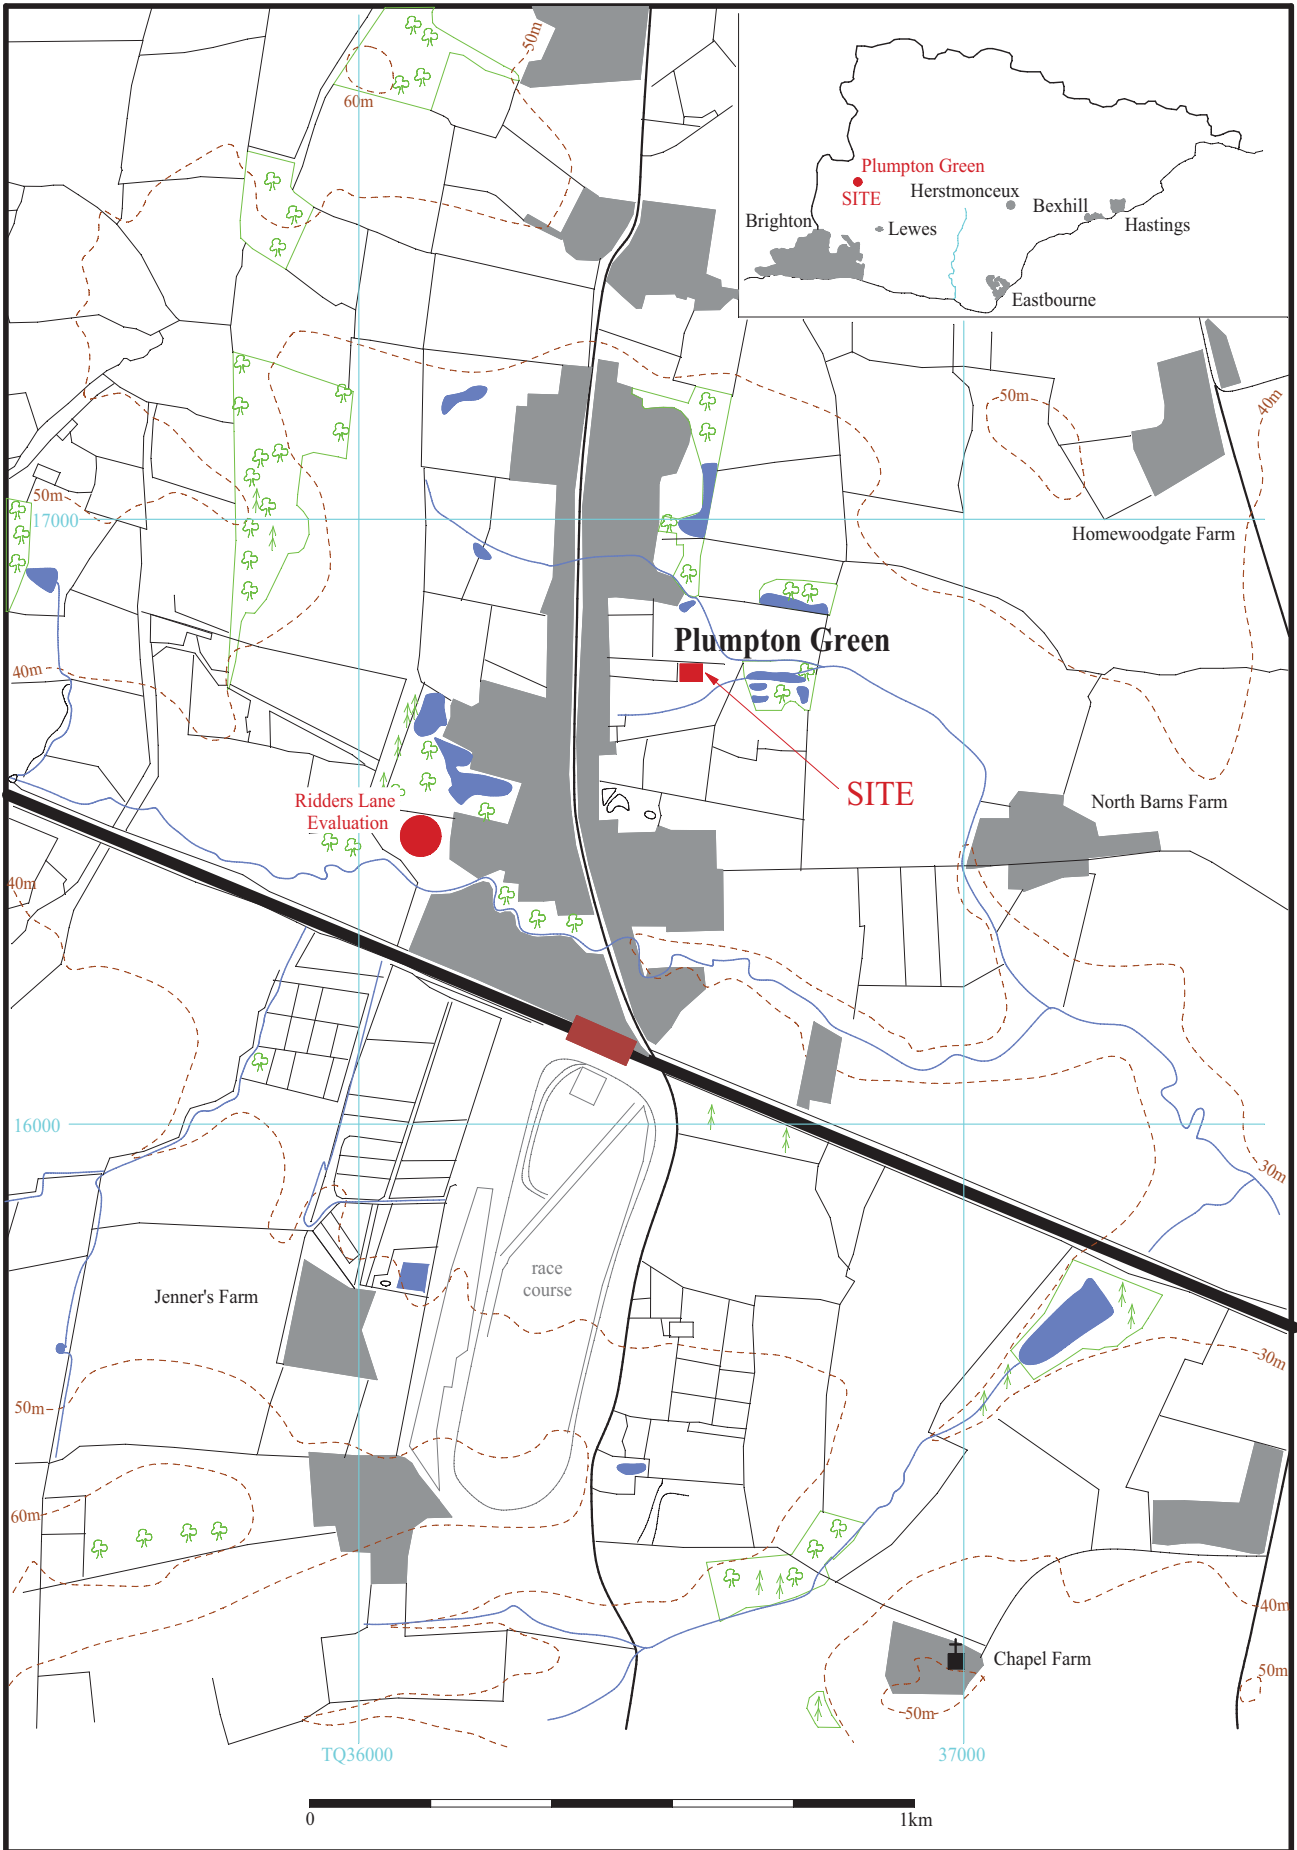 50m
60m
Plumpton Green
SITE
Herstmonceux
Bexhill
Hastings
Brighton
Lewes
Eastbourne
50m
40m
50m
17000
Homewoodgate Farm
Plumpton Green
40m
SITE
Ridders Lane
Evaluation
North Barns Farm
40m
16000
30m
race
course
Jenner's Farm
30m
50m
60m
40m
Chapel Farm
50m
50m
TQ36000
37000
0
1km